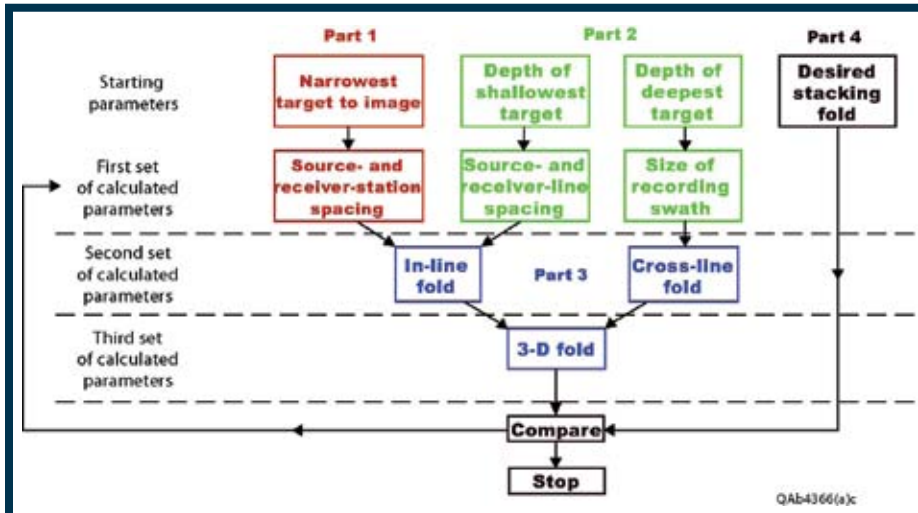 Part 1
Part 2
Part 4
Starting
parameters
Narrowest
target to image
Depth of
shallowest
target
Depth of
deepest
target
Desired
stacking
fold
First set
of calculated
parameters
Source- and
receiver-station
spacing
Source- and
receiver-line
spacing
Size of
recording
swath
Second set
of calculated
parameters
In-line
fold
Part 3
Cross-line
fold
Third set
of calculated
parameters
3-D fold
Compare
Stop
QAb4366(a)c